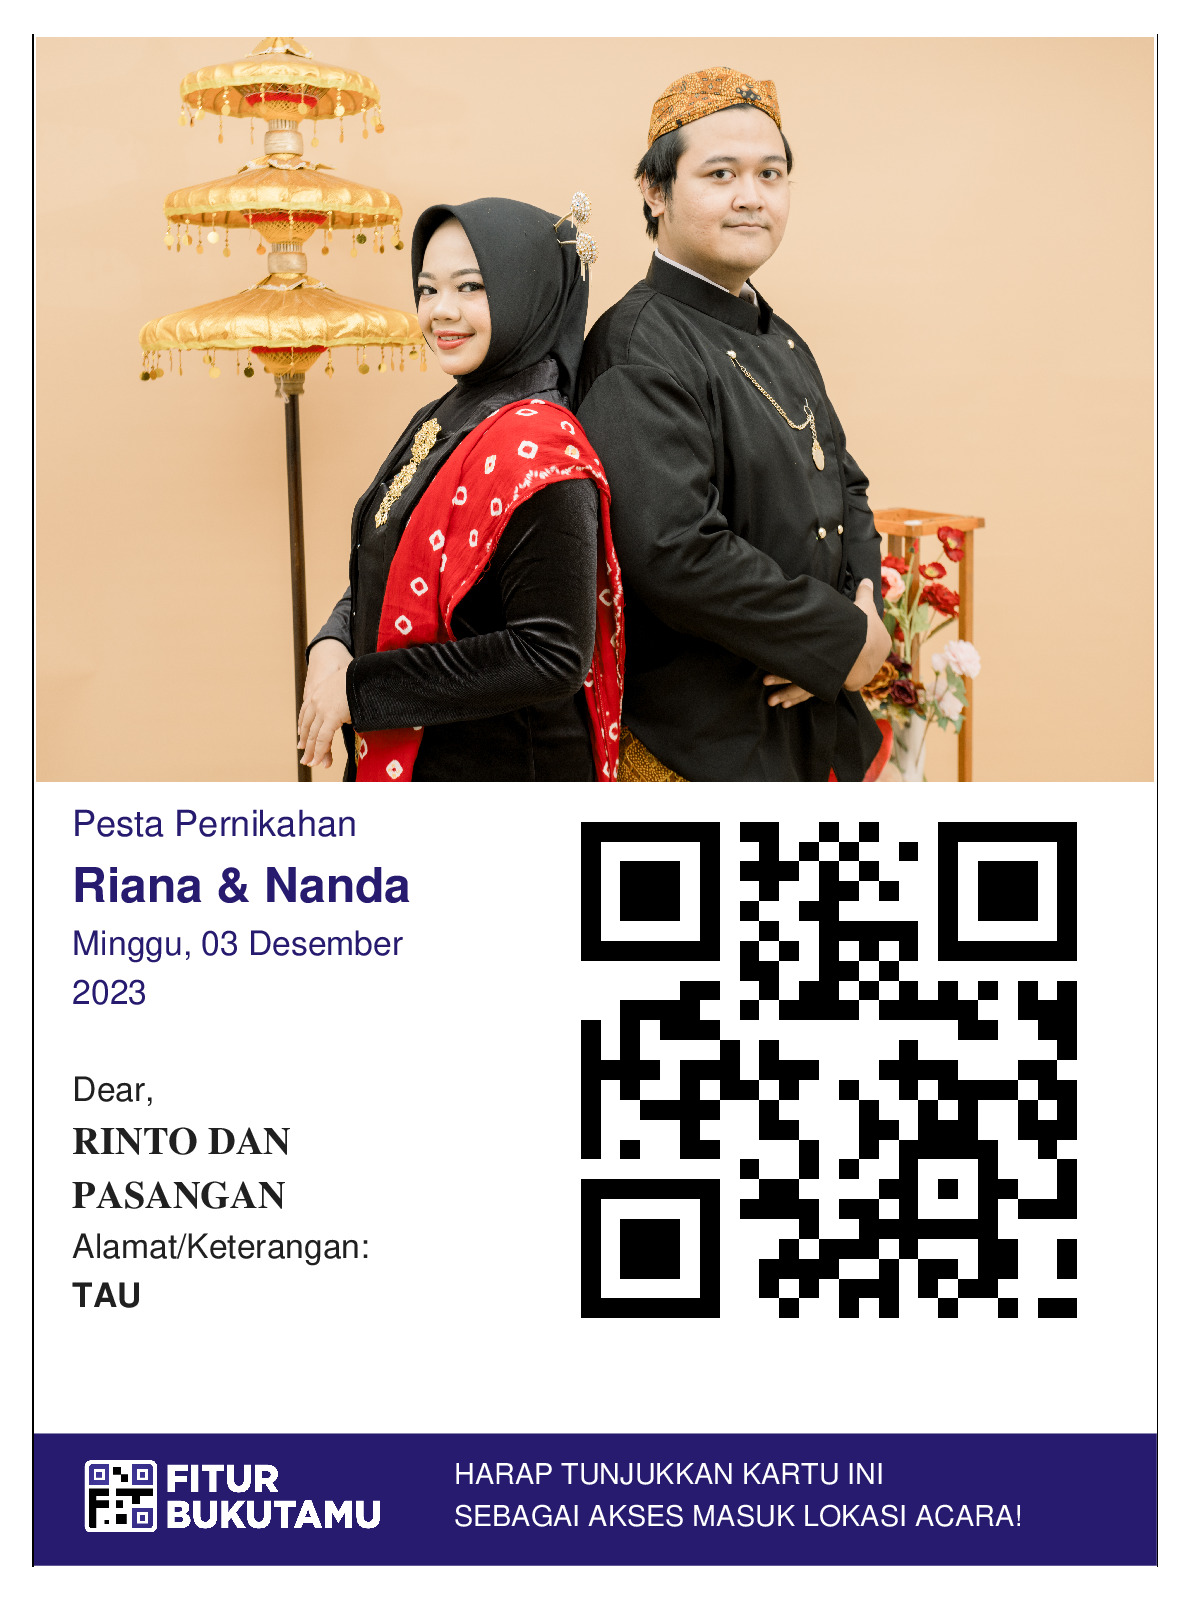 Pesta Pernikahan
Riana & Nanda
Minggu, 03 Desember
2023
Dear,
RINTO DAN
PASANGAN
Alamat/Keterangan:
TAU
FITUR
BUKUTAMU
HARAP TUNJUKKAN KARTU INI
SEBAGAI AKSES MASUK LOKASI ACARA!